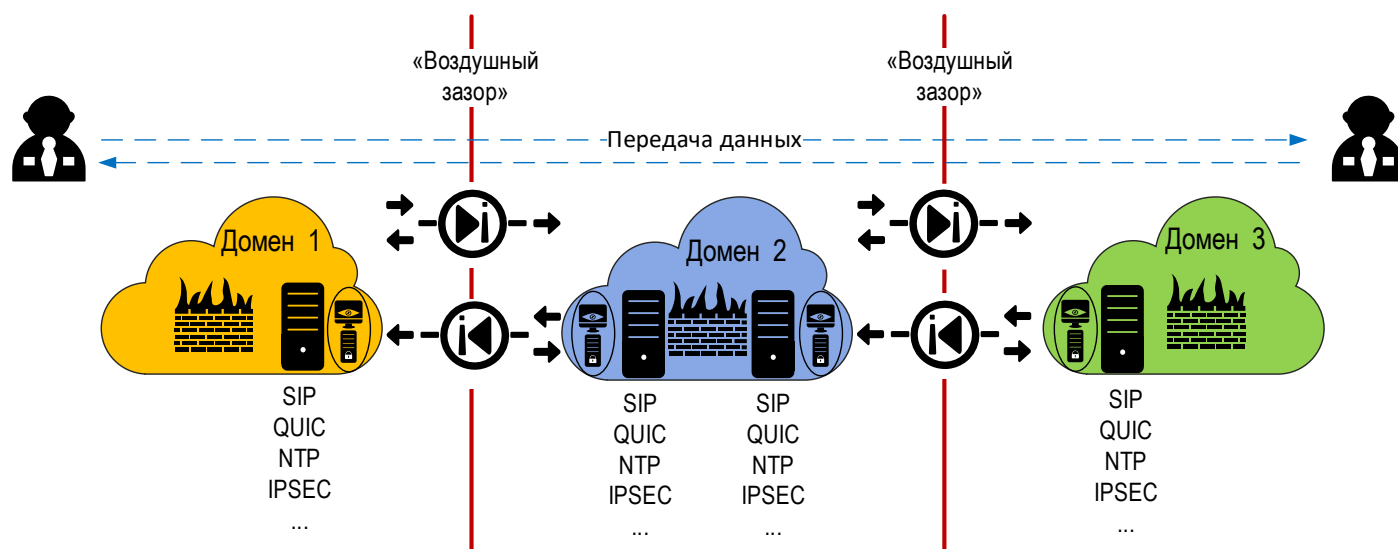 «Воздушный
зазор»
«Воздушный
зазор»
Передача данных
Домен 1
Домен 2
Домен 3
SIP
QUIC
NTP
IPSEC
...
SIP
QUIC
NTP
IPSEC
...
SIP
QUIC
NTP
IPSEC
...
SIP
QUIC
NTP
IPSEC
...